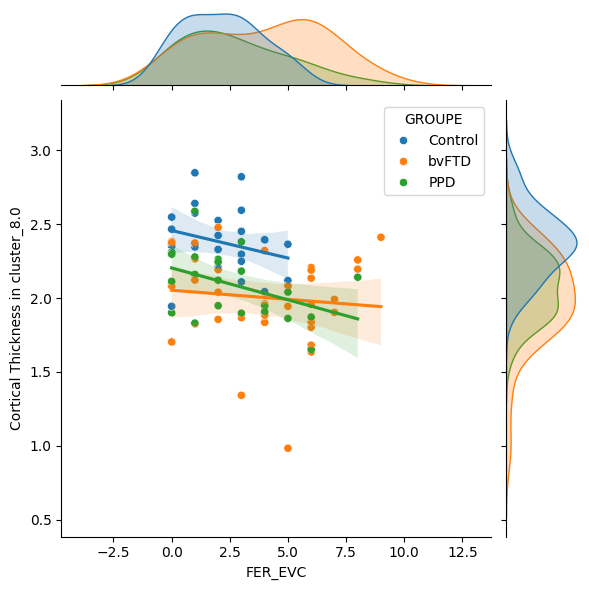 GROUPE
Control
bvFTD
PPD
3.0
2.5
2.0
1.5
1.0
0.5
Cortical Thickness in cluster_8.0
−2.5 0.0 2.5 5.0 7.5 10.0 12.5
FER_EVC